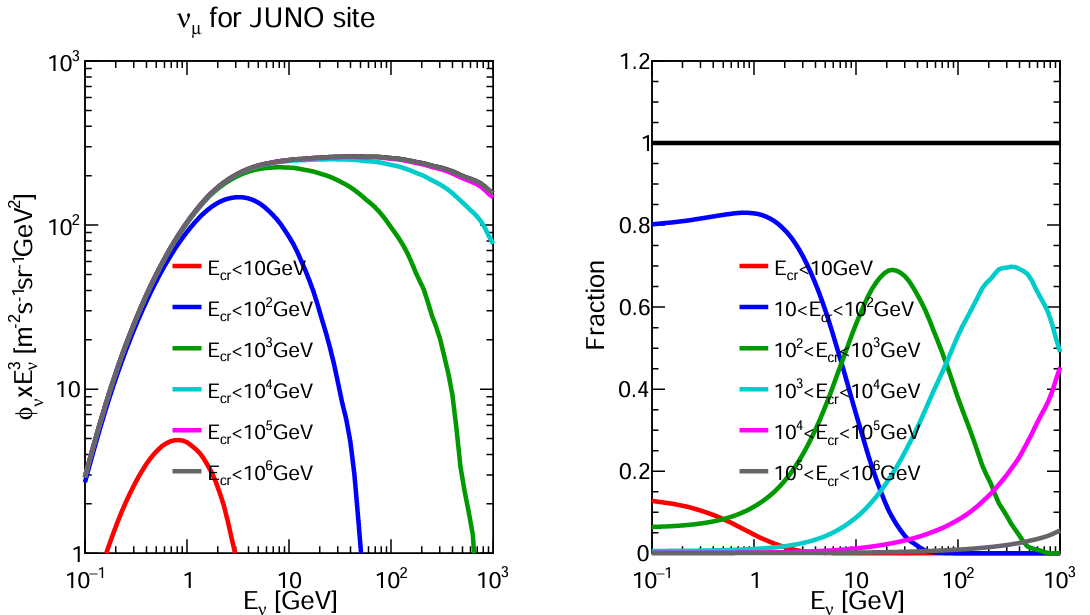 ν_μ for JUNO site
φ_ν xE_ν^3 [m^-2 s^-1 sr^-1 GeV^2]
10^3
10^2
10
1
E_cr<10GeV
E_cr<10^2GeV
E_cr<10^3GeV
E_cr<10^4GeV
E_cr<10^5GeV
E_cr<10^6GeV
10^-1 1 10 10^2 10^3
E_ν [GeV]
Fraction
1.2
1
0.8
0.6
0.4
0.2
0
E_cr<10GeV
10<E_cr<10^2GeV
10^2<E_cr<10^3GeV
10^3<E_cr<10^4GeV
10^4<E_cr<10^5GeV
10^5<E_cr<10^6GeV
10^-1 1 10 10^2 10^3
E_ν [GeV]